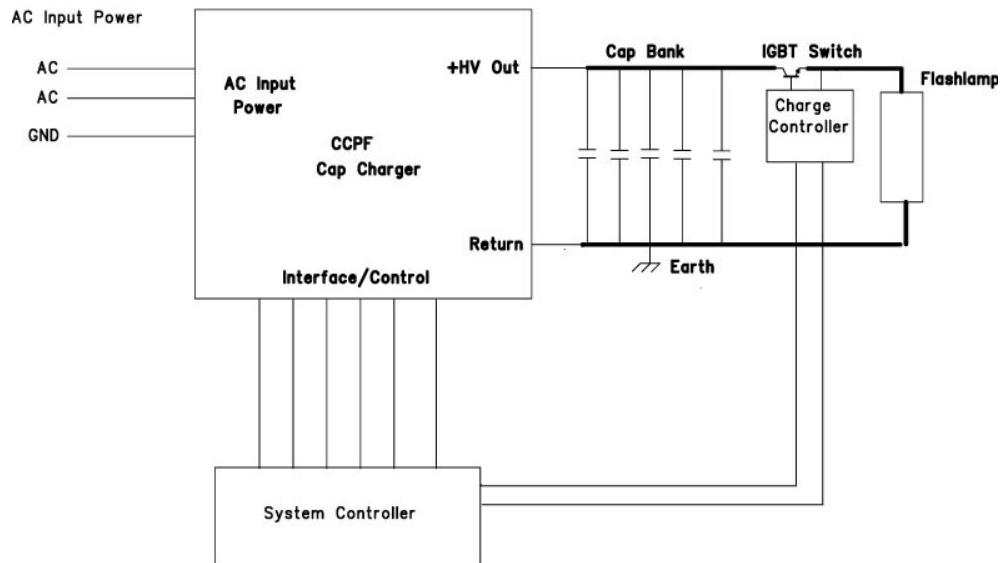 AC Input Power
AC
AC
GND
AC Input
Power
CCPF
Cap Charger
+HV Out
Return
Interface/Control
Cap Bank
IGBT Switch
Charge
Controller
Flashlamp
Earth
System Controller